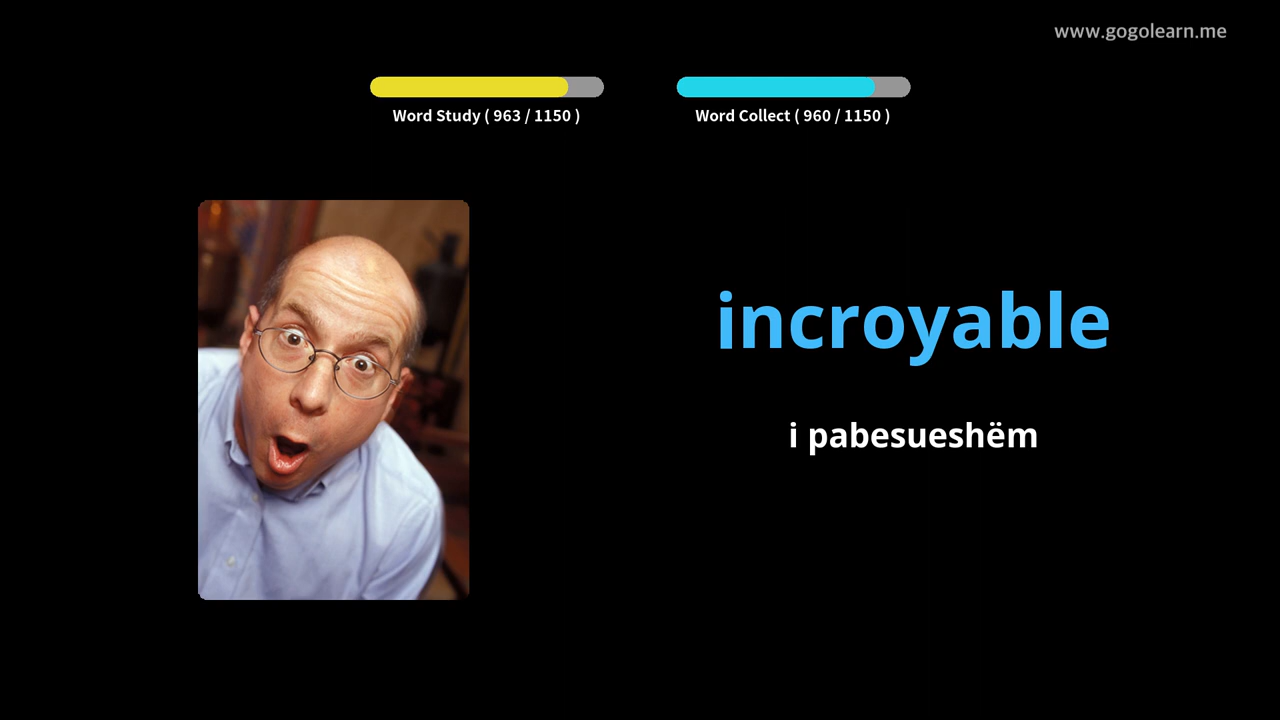 www.gogolearn.me
Word Study ( 963 / 1150 )
Word Collect ( 960 / 1150 )
incroyable
i pabesueshëm